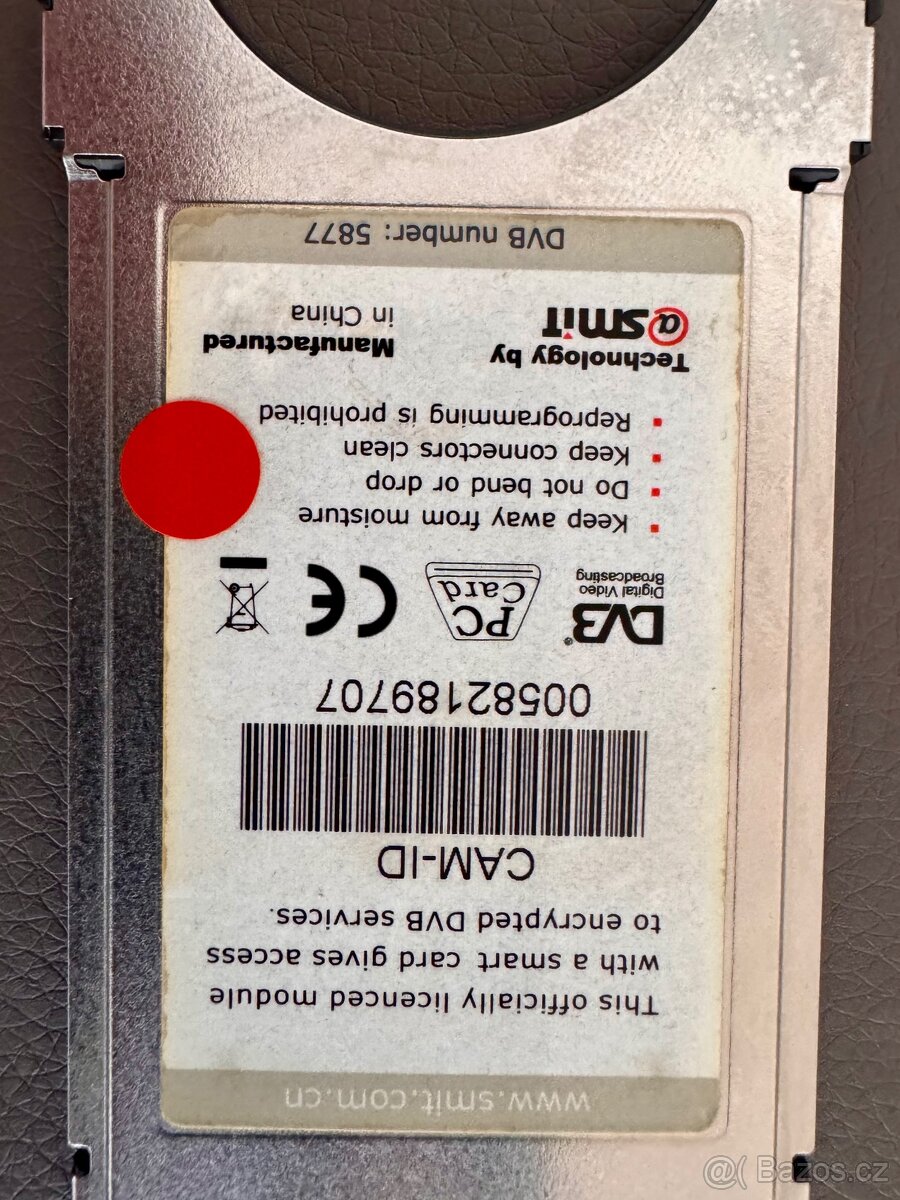 www.smit.com.cn
This officially licenced module
with a smart card gives access
to encrypted DVB services.
CAM-ID
00582189707
DVB®
Digital Video
Broadcasting
PC
Card
CE
Keep away from moisture
Do not bend or drop
Keep connectors clean
Reprogramming is prohibited
Technology by
@smit
Manufactured
in China
DVB number: 5877
@( Bazos.cz